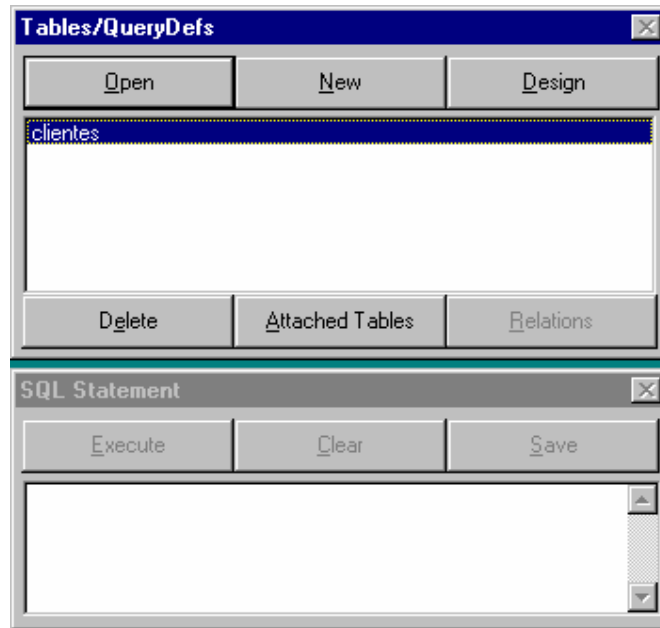 Tables/QueryDefs
Open New Design
clientes
Delete Attached Tables Relations
SQL Statement
Execute Clear Save